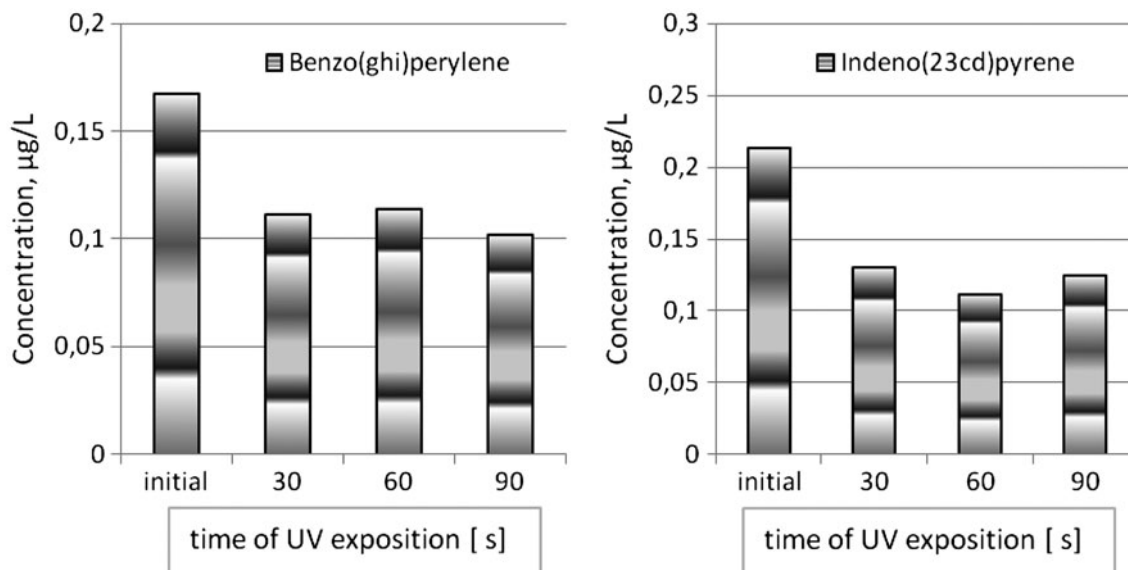 0,2
Benzo(ghi)perylene
0,15
0,1
0,05
0
Concentration, µg/L
initial 30 60 90
time of UV exposition [ s]
0,3
Indeno(23cd)pyrene
0,25
0,2
0,15
0,1
0,05
0
Concentration, µg/L
initial 30 60 90
time of UV exposition [ s]